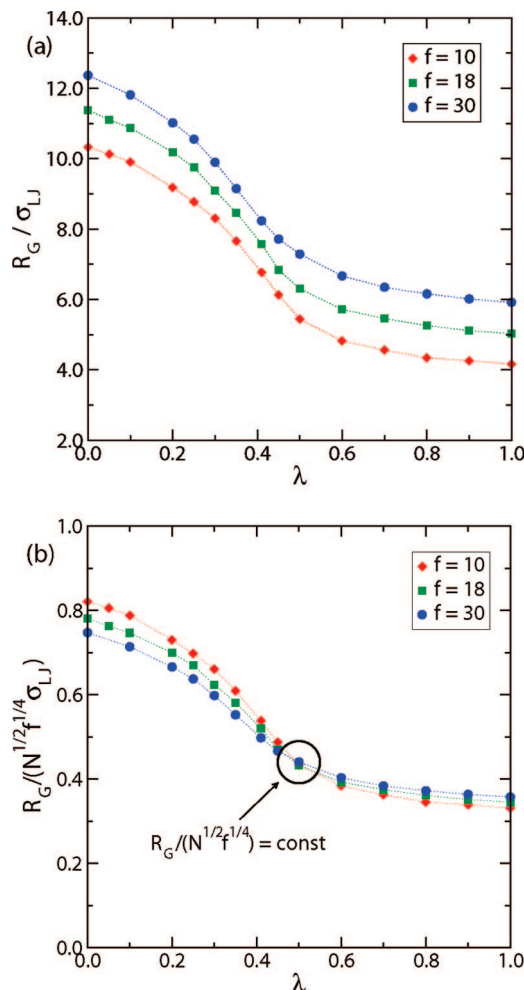 (a)
14.0
12.0
10.0
8.0
6.0
4.0
2.0
R_G / σ_LJ
f = 10
f = 18
f = 30
0.0 0.2 0.4 0.6 0.8 1.0
λ
(b)
1.0
0.8
0.6
0.4
0.2
0.0
R_G/(N^1/2 f^1/4 σ_LJ)
f = 10
f = 18
f = 30
R_G/(N^1/2 f^1/4) = const
0.0 0.2 0.4 0.6 0.8 1.0
λ